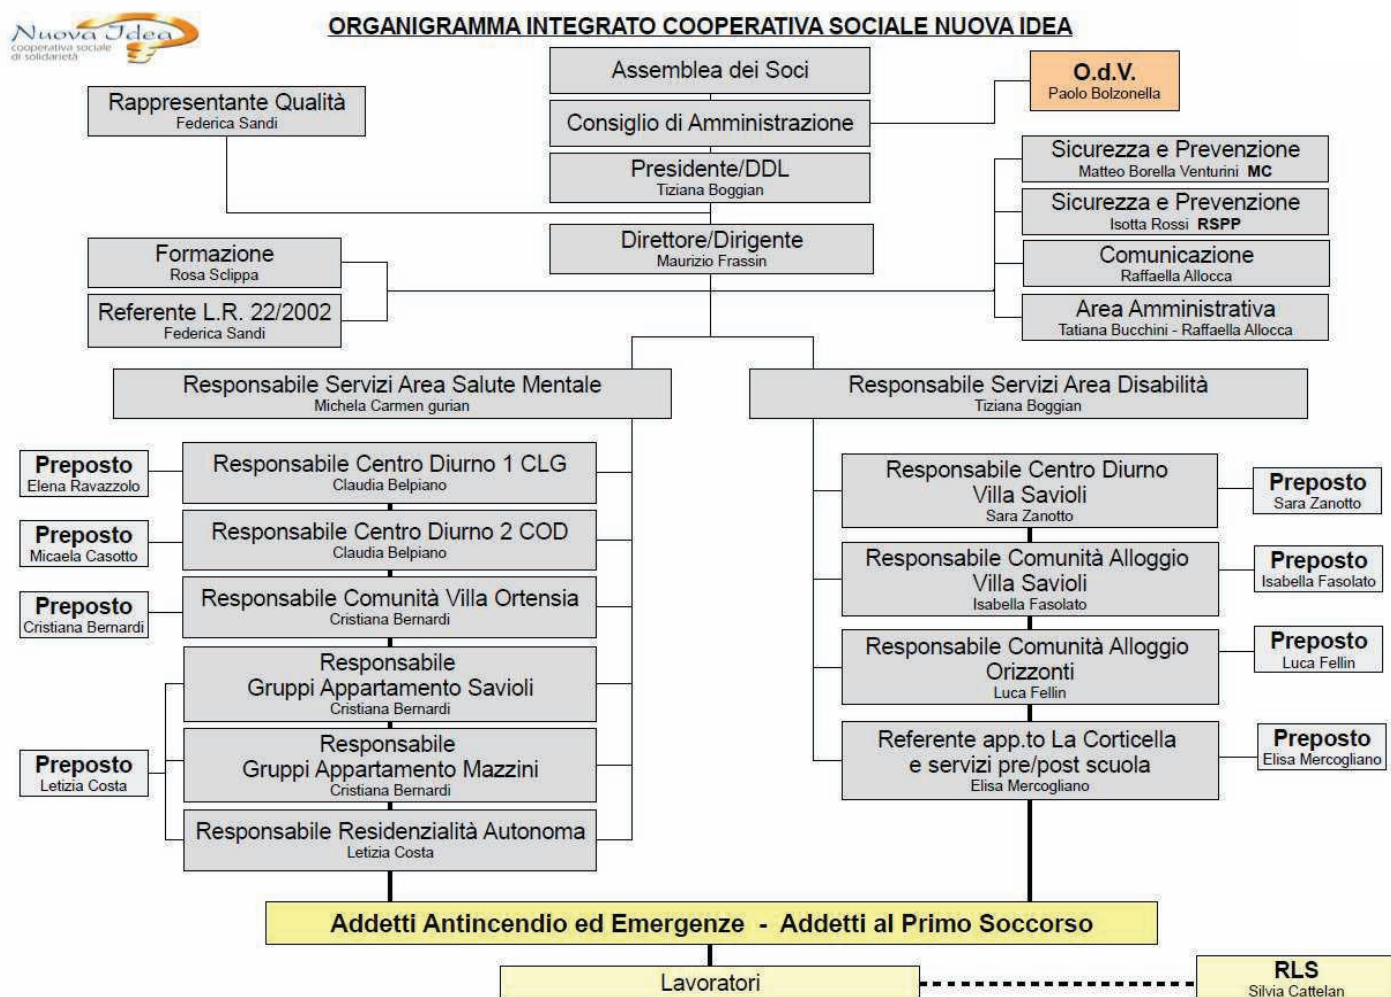 Nuova Idea
cooperativa sociale
di solidarietà
ORGANIGRAMMA INTEGRATO COOPERATIVA SOCIALE NUOVA IDEA
Assemblea dei Soci
O.d.V.
Paolo Bolzonella
Rappresentante Qualità
Federica Sandi
Consiglio di Amministrazione
Presidente/DDL
Tiziana Boggian
Sicurezza e Prevenzione
Matteo Borella Venturini MC
Sicurezza e Prevenzione
Isotta Rossi RSPP
Direttore/Dirigente
Maurizio Frassin
Formazione
Rosa Sclippa
Comunicazione
Raffaella Allocca
Referente L.R. 22/2002
Federica Sandi
Area Amministrativa
Tatiana Bucchini - Raffaella Allocca
Responsabile Servizi Area Salute Mentale
Michela Carmen gurian
Responsabile Servizi Area Disabilità
Tiziana Boggian
Preposto
Elena Ravazzolo
Responsabile Centro Diurno 1 CLG
Claudia Belpiano
Preposto
Micaela Casotto
Responsabile Centro Diurno 2 COD
Claudia Belpiano
Preposto
Cristiana Bernardi
Responsabile Comunità Villa Ortensia
Cristiana Bernardi
Responsabile
Gruppi Appartamento Savioli
Cristiana Bernardi
Preposto
Letizia Costa
Responsabile
Gruppi Appartamento Mazzini
Cristiana Bernardi
Responsabile Residenzialità Autonoma
Letizia Costa
Responsabile Centro Diurno
Villa Savioli
Sara Zanotto
Preposto
Sara Zanotto
Responsabile Comunità Alloggio
Villa Savioli
Isabella Fasolato
Preposto
Isabella Fasolato
Responsabile Comunità Alloggio
Orizzonti
Luca Fellin
Preposto
Luca Fellin
Referente app.to La Corticella
e servizi pre/post scuola
Elisa Mercogliano
Preposto
Elisa Mercogliano
Addetti Antincendio ed Emergenze - Addetti al Primo Soccorso
Lavoratori
RLS
Silvia Cattelan